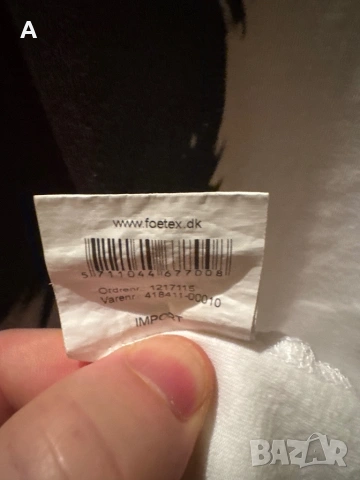 A
www.foetex.dk
5 711044 677008
Ordrenr. 1217116
Varenr. 418411-00010
IMPORT
BAZAR